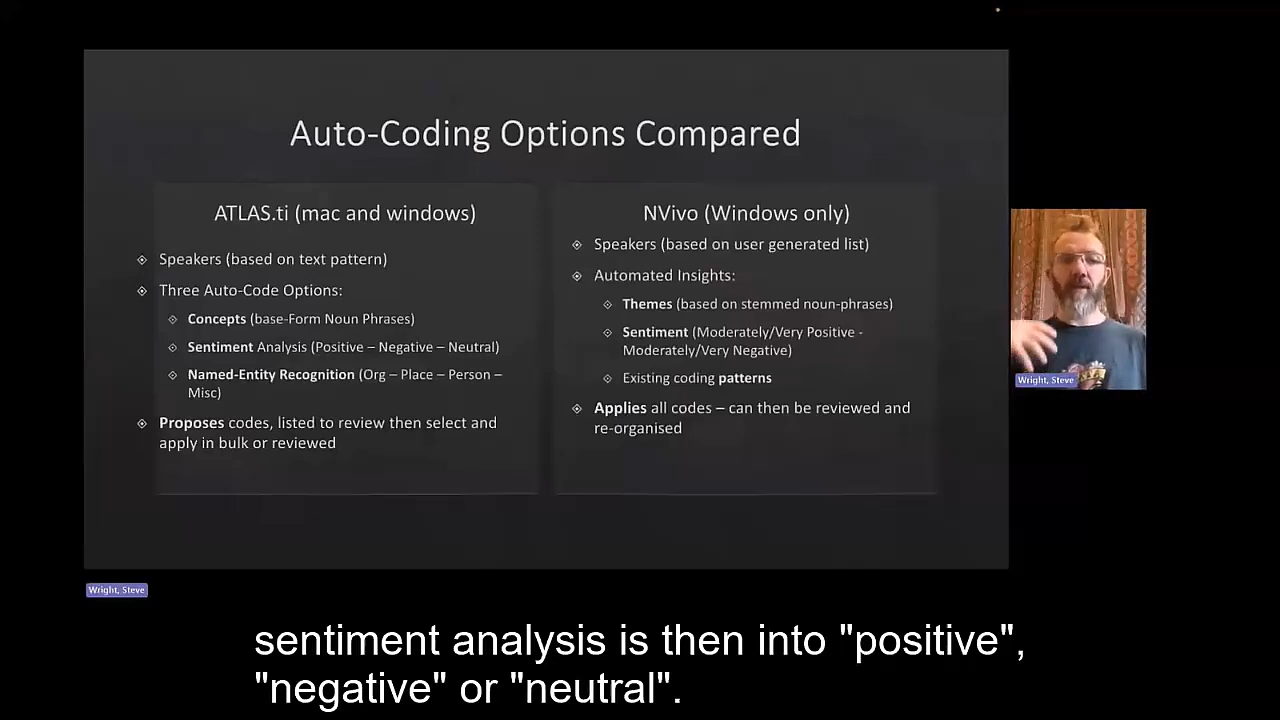 Auto-Coding Options Compared
ATLAS.ti (mac and windows)
Speakers (based on text pattern)
Three Auto-Code Options:
Concepts (base-Form Noun Phrases)
Sentiment Analysis (Positive – Negative – Neutral)
Named-Entity Recognition (Org – Place – Person –
Misc)
Proposes codes, listed to review then select and
apply in bulk or reviewed
NVivo (Windows only)
Speakers (based on user generated list)
Automated Insights:
Themes (based on stemmed noun-phrases)
Sentiment (Moderately/Very Positive -
Moderately/Very Negative)
Existing coding patterns
Applies all codes – can then be reviewed and
re-organised
Wright, Steve
Wright, Steve
sentiment analysis is then into "positive",
"negative" or "neutral".